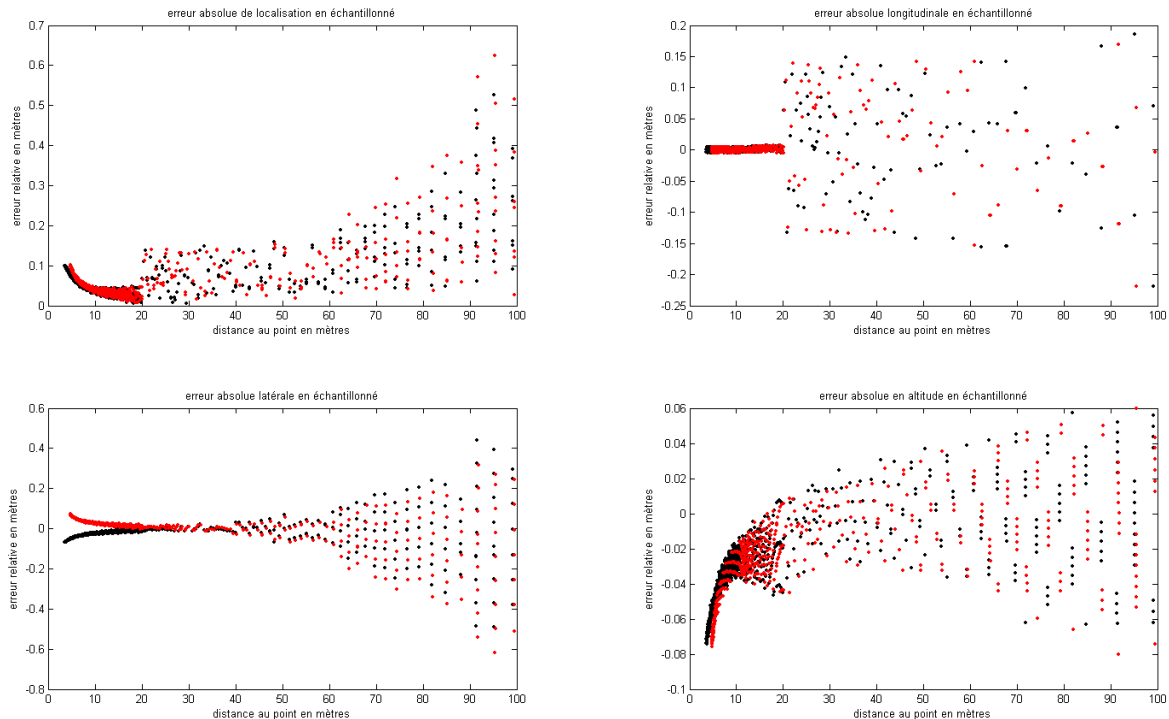 erreur absolue de localisation en échantillonné
0.7
0.6
0.5
0.4
0.3
0.2
0.1
0
erreur relative en mètres
0 10 20 30 40 50 60 70 80 90 100
distance au point en mètres
erreur absolue longitudinale en échantillonné
0.2
0.15
0.1
0.05
0
-0.05
-0.1
-0.15
-0.2
-0.25
erreur relative en mètres
0 10 20 30 40 50 60 70 80 90 100
distance au point en mètres
erreur absolue latérale en échantillonné
0.6
0.4
0.2
0
-0.2
-0.4
-0.6
-0.8
erreur relative en mètres
0 10 20 30 40 50 60 70 80 90 100
distance au point en mètres
erreur absolue en altitude en échantillonné
0.06
0.04
0.02
0
-0.02
-0.04
-0.06
-0.08
-0.1
erreur relative en mètres
0 10 20 30 40 50 60 70 80 90 100
distance au point en mètres